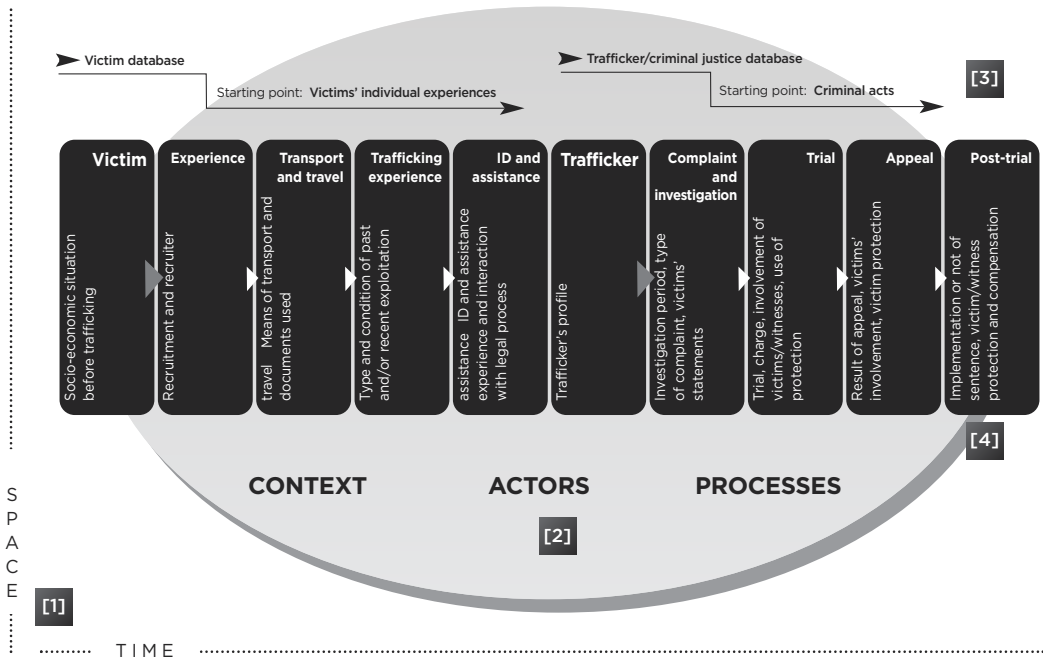 Victim database
Starting point: Victims' individual experiences
Trafficker/criminal justice database
Starting point: Criminal acts
[3]
Victim
Socio-economic situation
before trafficking
Experience
Recruitment and recruiter
Transport
and travel
travel Means of transport and
documents used
Trafficking
experience
Type and condition of past
and/or recent exploitation
ID and
assistance
assistance ID and assistance
experience and interaction
with legal process
Trafficker
Trafficker's profile
Complaint
and
investigation
Investigation period, type
of complaint, victims'
statements
Trial
Trial, charge, involvement of
victims/witnesses, use of
protection
Appeal
Result of appeal, victims'
involvement, victim protection
Post-trial
Implementation or not of
sentence, victim/witness
protection and compensation
[4]
CONTEXT
ACTORS
PROCESSES
[2]
SPACE
[1]
TIME